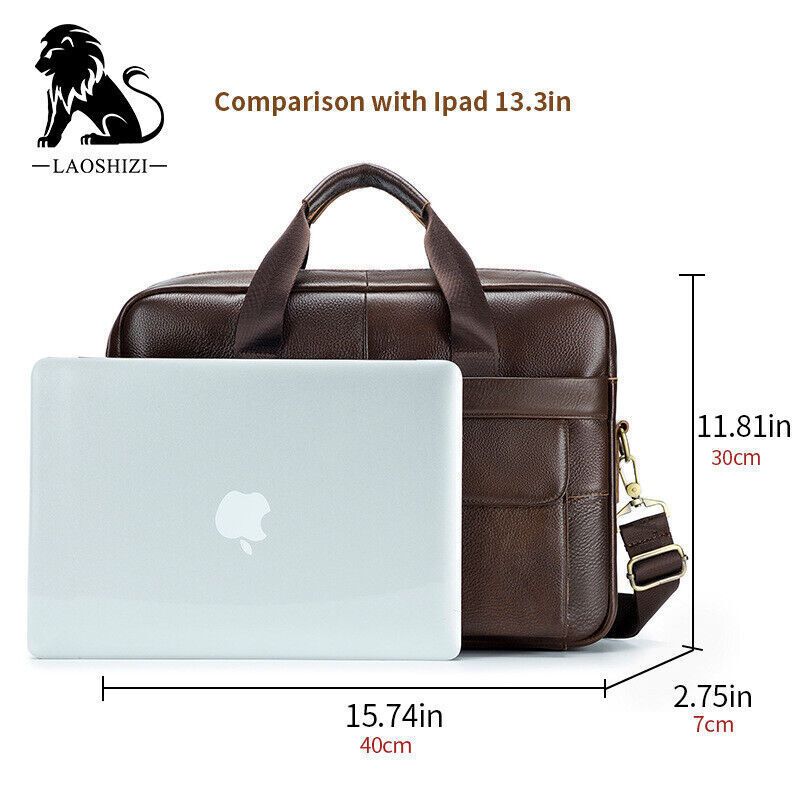 Comparison with Ipad 13.3in
—LAOSHIZI—
11.81in
30cm
2.75in
7cm
15.74in
40cm